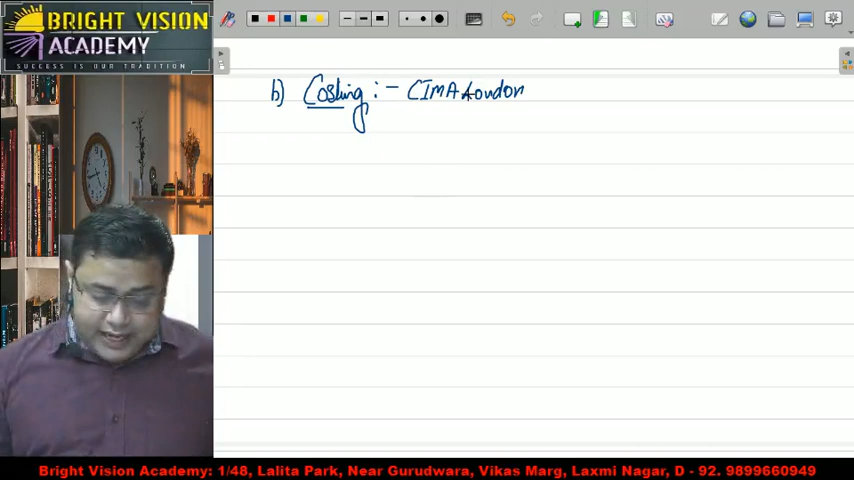 BRIGHT VISION
ACADEMY
SUCCESS IS OUR TRADITION
b) Costing :- CIMA London
Bright Vision Academy: 1/48, Lalita Park, Near Gurudwara, Vikas Marg, Laxmi Nagar, D - 92. 9899660949